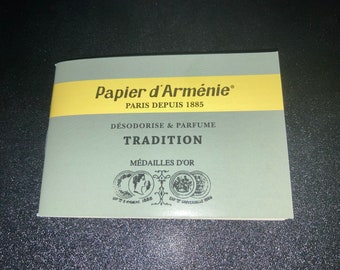 Papier d'Arménie®
PARIS DEPUIS 1885
DÉSODORISE & PARFUME
TRADITION
MÉDAILLES D'OR